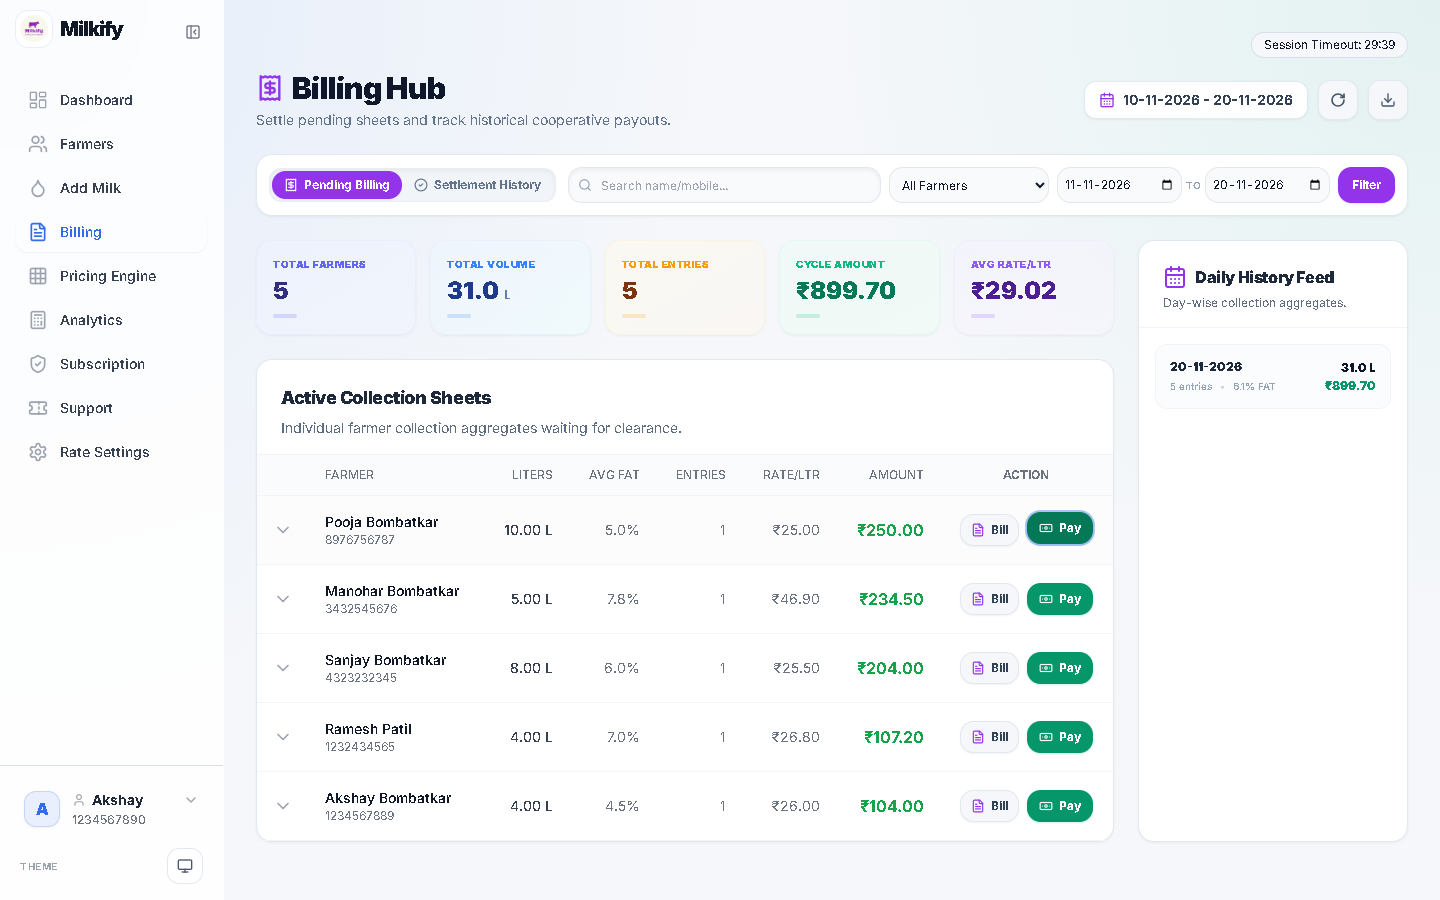 Milkify
Dashboard
Farmers
Add Milk
Billing
Pricing Engine
Analytics
Subscription
Support
Rate Settings
A
Akshay
1234567890
THEME
Session Timeout: 29:39
Billing Hub
Settle pending sheets and track historical cooperative payouts.
10-11-2026 - 20-11-2026
Pending Billing
Settlement History
Search name/mobile...
All Farmers
11-11-2026
TO
20-11-2026
Filter
TOTAL FARMERS
5
TOTAL VOLUME
31.0 L
TOTAL ENTRIES
5
CYCLE AMOUNT
₹899.70
AVG RATE/LTR
₹29.02
Active Collection Sheets
Individual farmer collection aggregates waiting for clearance.
FARMER LITERS AVG FAT ENTRIES RATE/LTR AMOUNT ACTION
Pooja Bombatkar 10.00 L 5.0% 1 ₹25.00 ₹250.00 Bill Pay
8976756787
Manohar Bombatkar 5.00 L 7.8% 1 ₹46.90 ₹234.50 Bill Pay
3432545676
Sanjay Bombatkar 8.00 L 6.0% 1 ₹25.50 ₹204.00 Bill Pay
4323232345
Ramesh Patil 4.00 L 7.0% 1 ₹26.80 ₹107.20 Bill Pay
1232434565
Akshay Bombatkar 4.00 L 4.5% 1 ₹26.00 ₹104.00 Bill Pay
1234567889
Daily History Feed
Day-wise collection aggregates.
20-11-2026 31.0 L
5 entries • 6.1% FAT ₹899.70